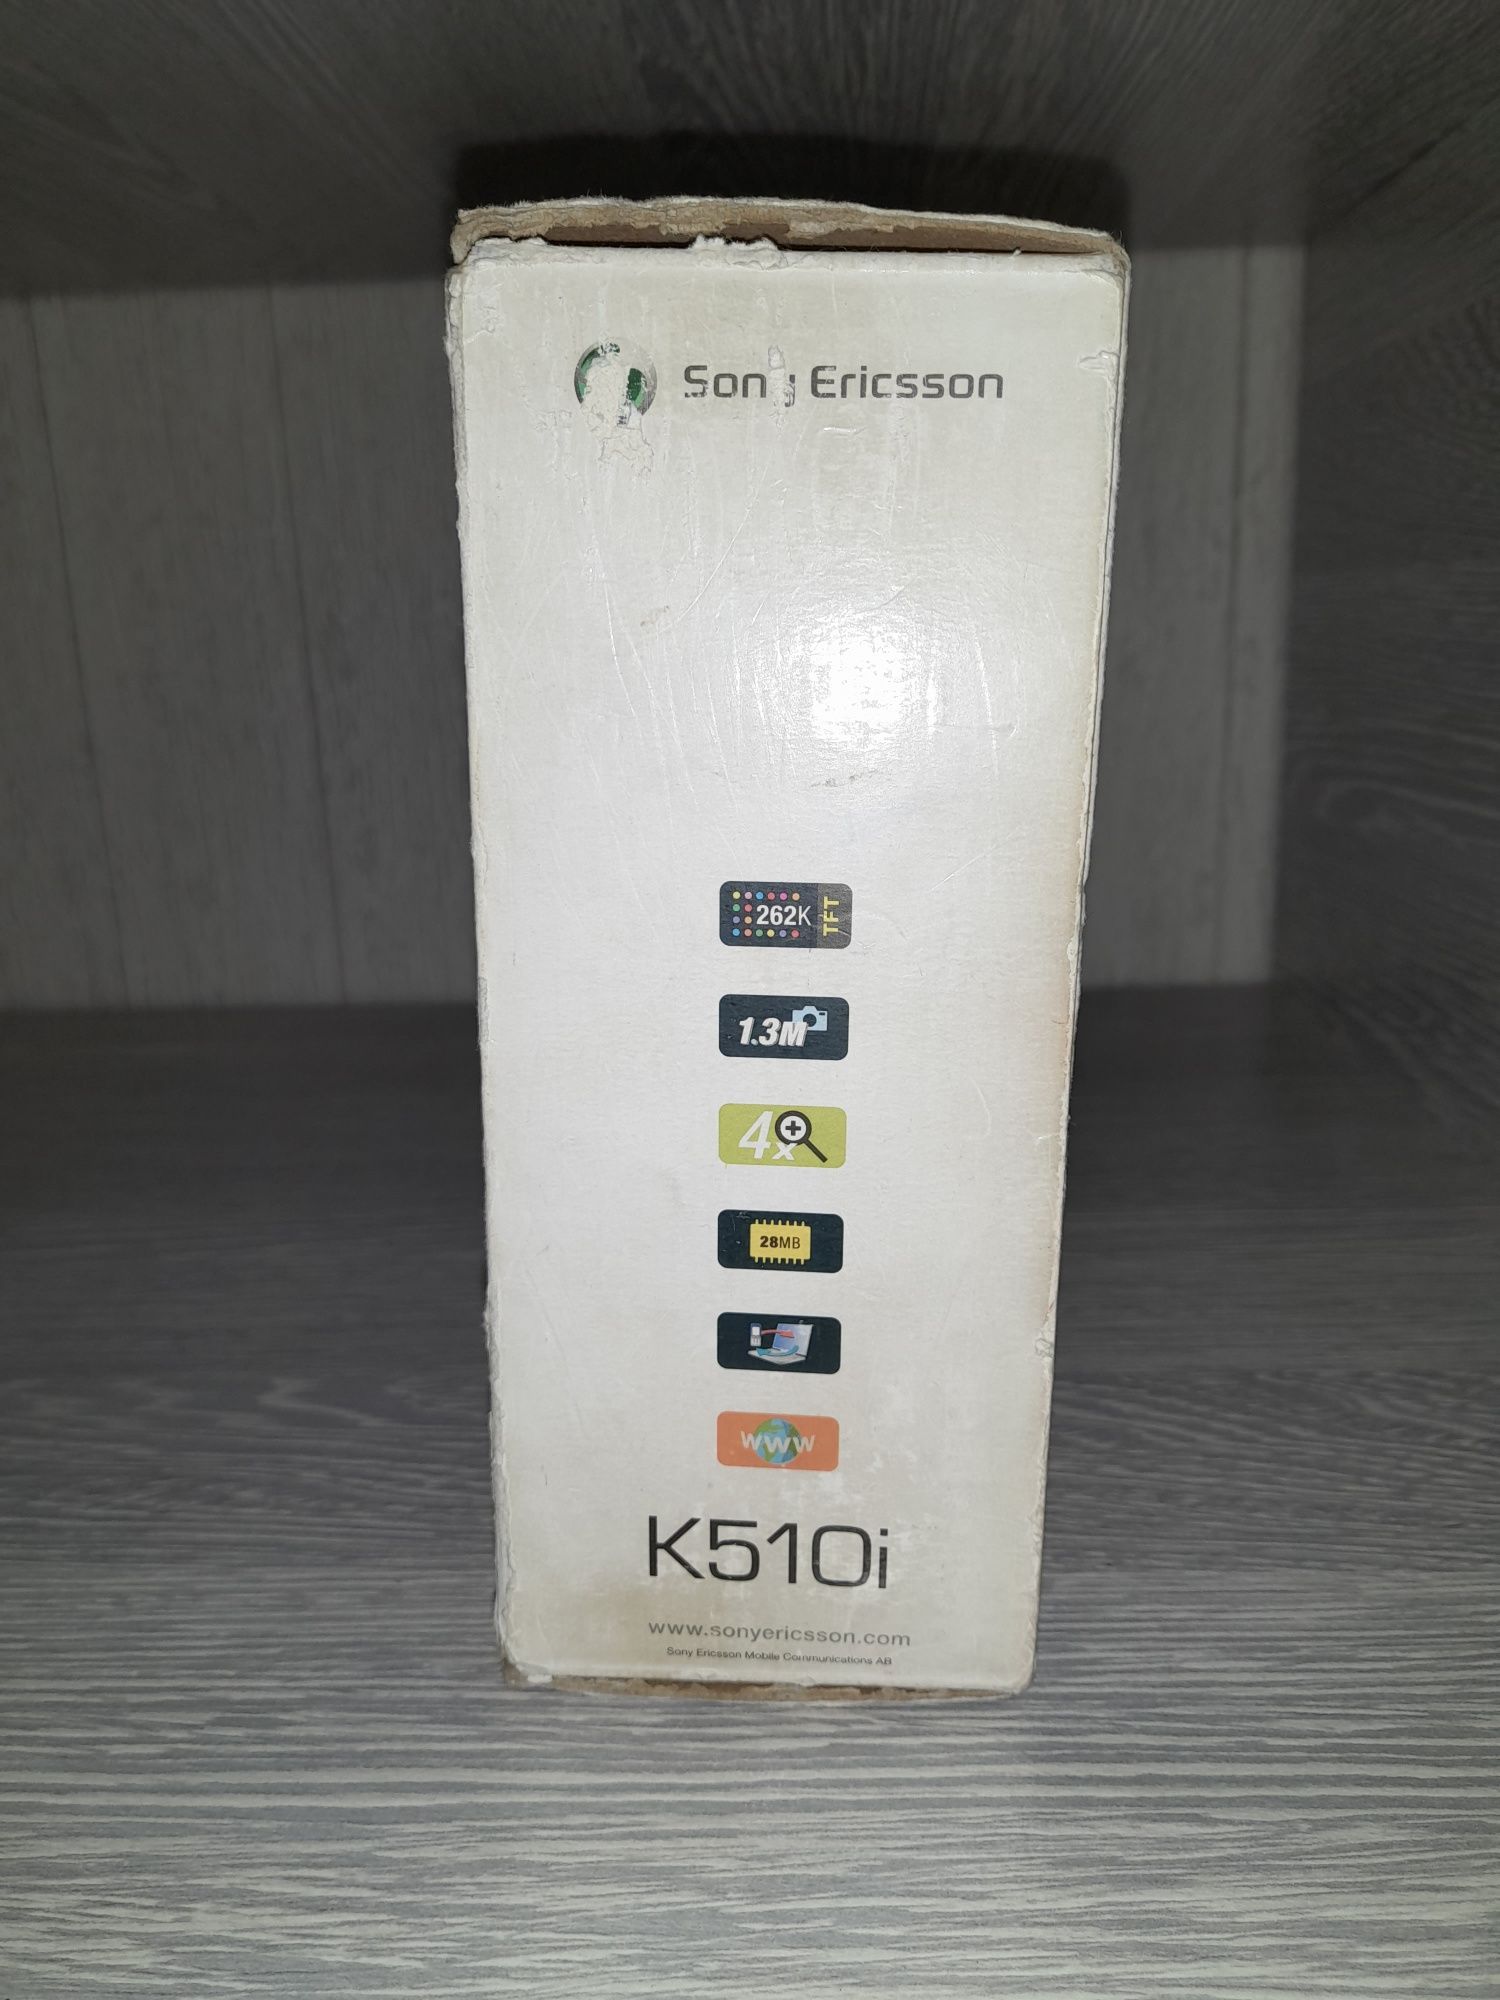 Sony Ericsson
262K TFT
1.3M
4x
28MB
www
K510i
www.sonyericsson.com
Sony Ericsson Mobile Communications AB